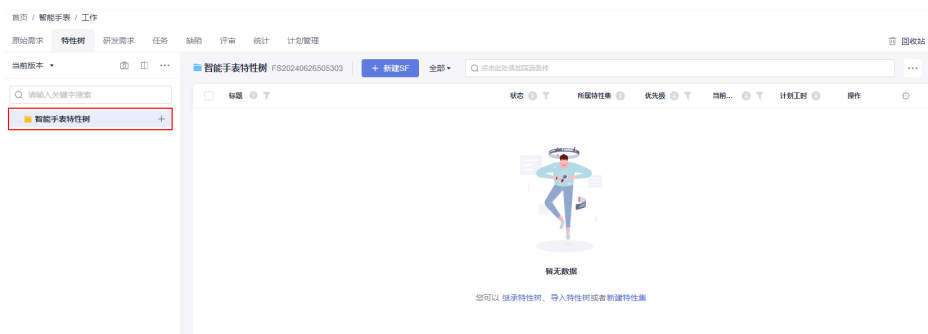 首页 / 智能手表 / 工作
原始需求 特性树 研发需求 任务 缺陷 评审 统计 计划管理 回收站
当前版本
智能手表特性树 FS20240626505303 + 新建SF 全部 点击此处添加筛选条件
请输入关键字搜索
标题 状态 所属特性集 优先级 当前... 计划工时 操作
智能手表特性树 +
暂无数据
您可以 继承特性树、导入特性树或者新建特性集